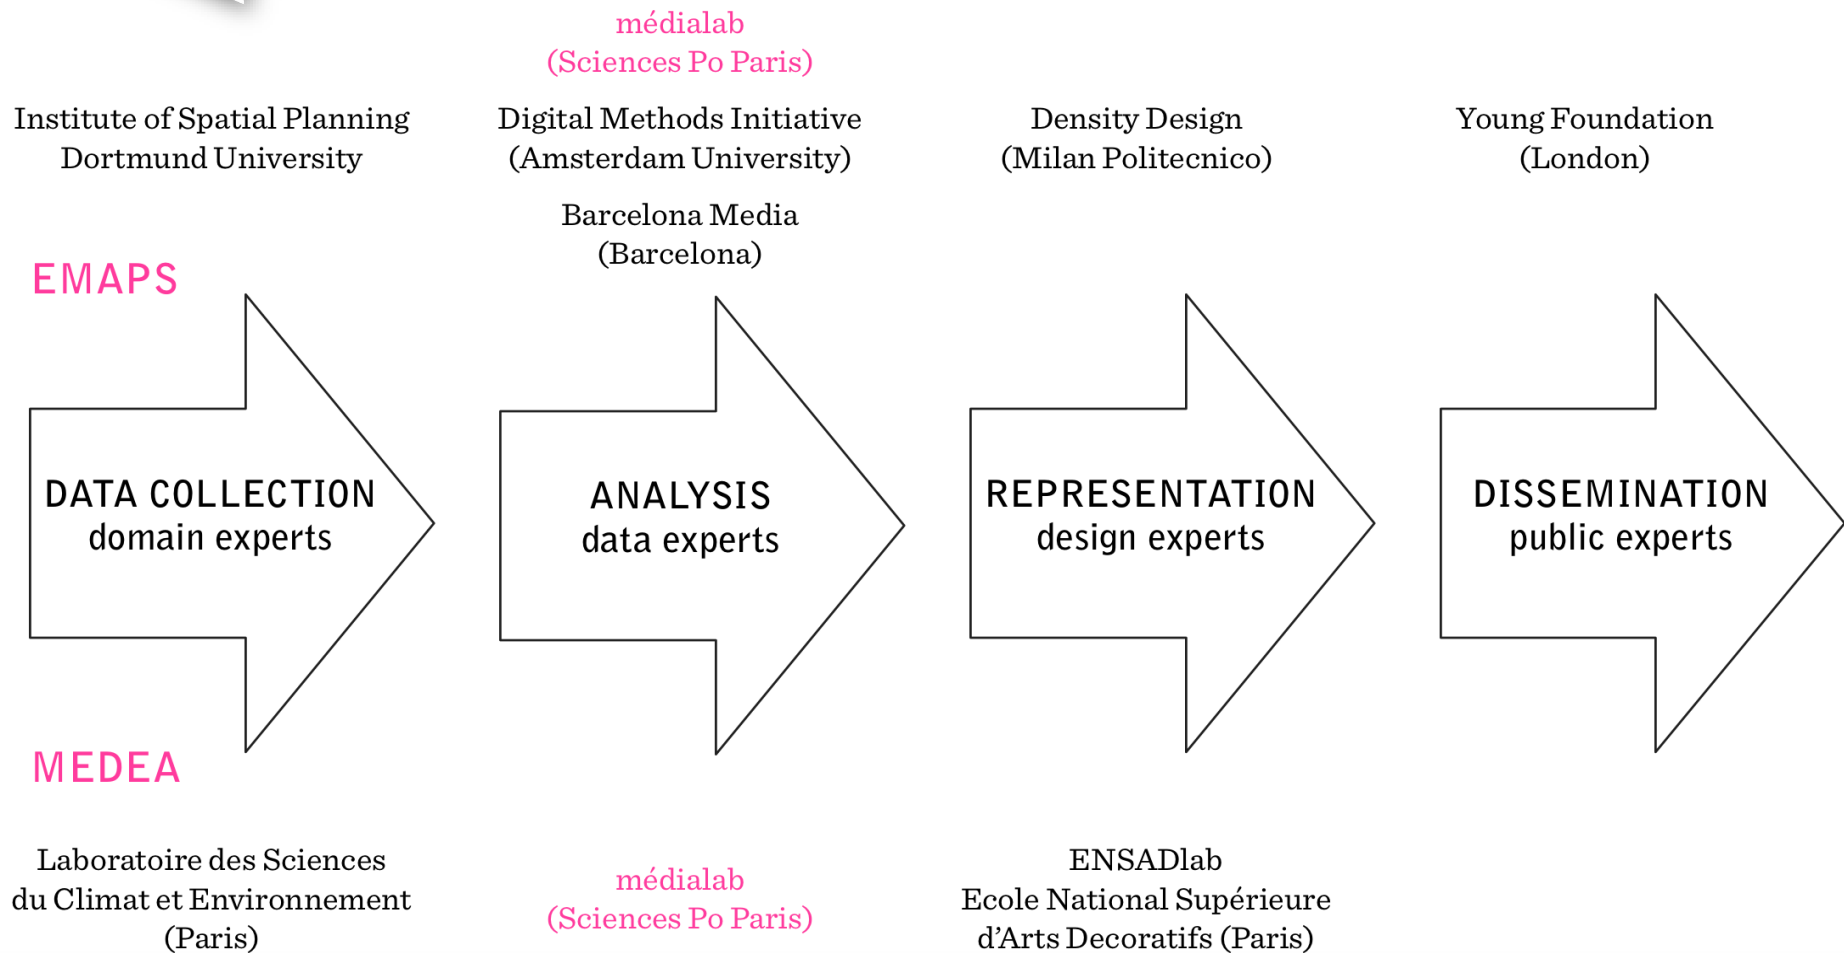 médialab
(Sciences Po Paris)
Institute of Spatial Planning
Dortmund University
Digital Methods Initiative
(Amsterdam University)
Barcelona Media
(Barcelona)
Density Design
(Milan Politecnico)
Young Foundation
(London)
EMAPS
DATA COLLECTION
domain experts
ANALYSIS
data experts
REPRESENTATION
design experts
DISSEMINATION
public experts
MEDEA
Laboratoire des Sciences
du Climat et Environnement
(Paris)
médialab
(Sciences Po Paris)
ENSADlab
Ecole National Supérieure
d’Arts Decoratifs (Paris)